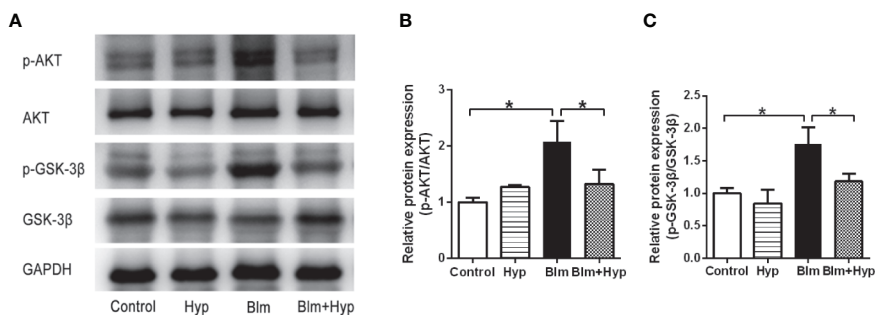 A
p-AKT
AKT
p-GSK-3β
GSK-3β
GAPDH
Control Hyp Blm Blm+Hyp
B
Relative protein expression
(p-AKT/AKT)
3
2
1
0
* *
Control Hyp Blm Blm+Hyp
C
Relative protein expression
(p-GSK-3β/GSK-3β)
2.5
2.0
1.5
1.0
0.5
0.0
* *
Control Hyp Blm Blm+Hyp